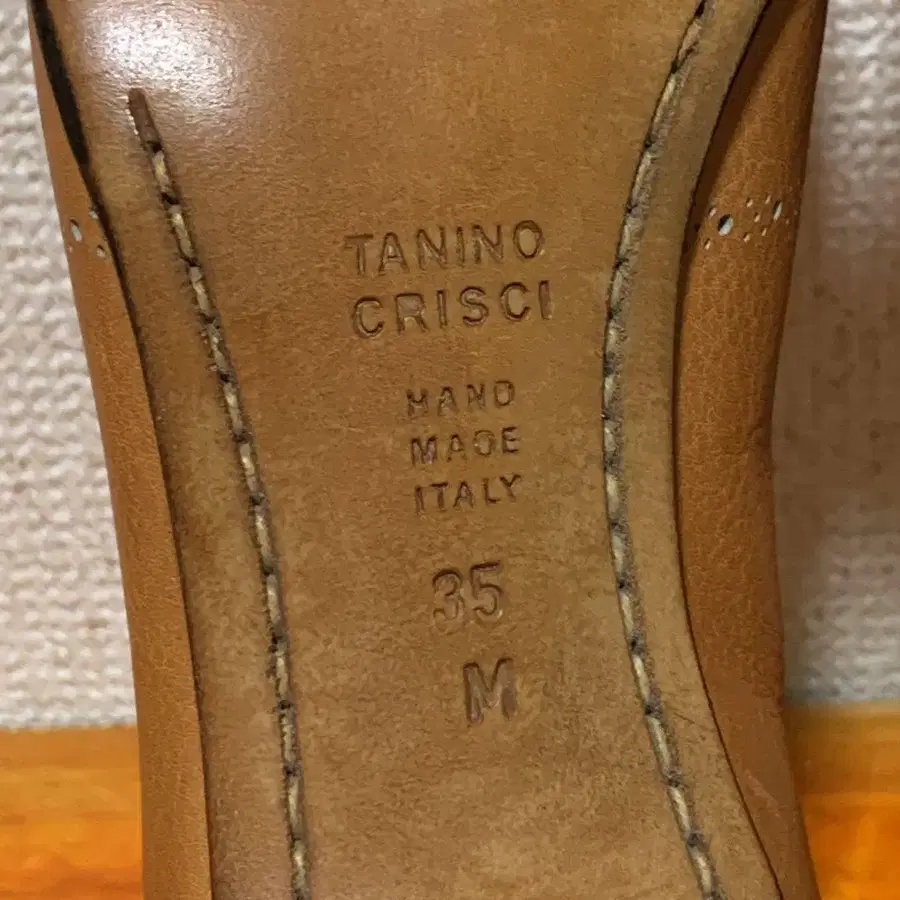 TANINO
CRISCI
HAND
MADE
ITALY
35
M